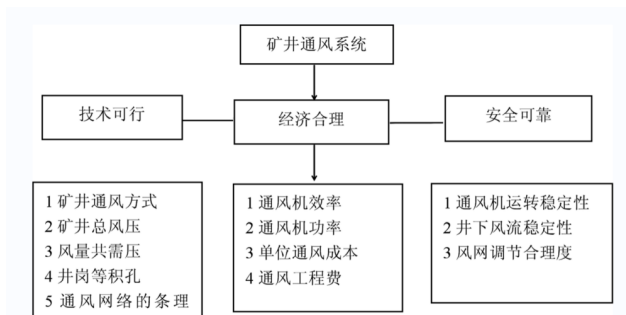 矿井通风系统
技术可行
经济合理
安全可靠
1 矿井通风方式
2 矿井总风压
3 风量共需压
4 井岗等积孔
5 通风网络的条理
1 通风机效率
2 通风机功率
3 单位通风成本
4 通风工程费
1 通风机运转稳定性
2 井下风流稳定性
3 风网调节合理度